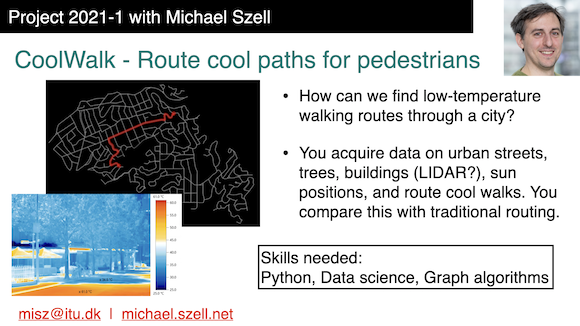 Project 2021-1 with Michael Szell
CoolWalk - Route cool paths for pedestrians
• How can we find low-temperature
walking routes through a city?
• You acquire data on urban streets,
trees, buildings (LIDAR?), sun
positions, and route cool walks. You
compare this with traditional routing.
Skills needed:
Python, Data science, Graph algorithms
misz@itu.dk | michael.szell.net